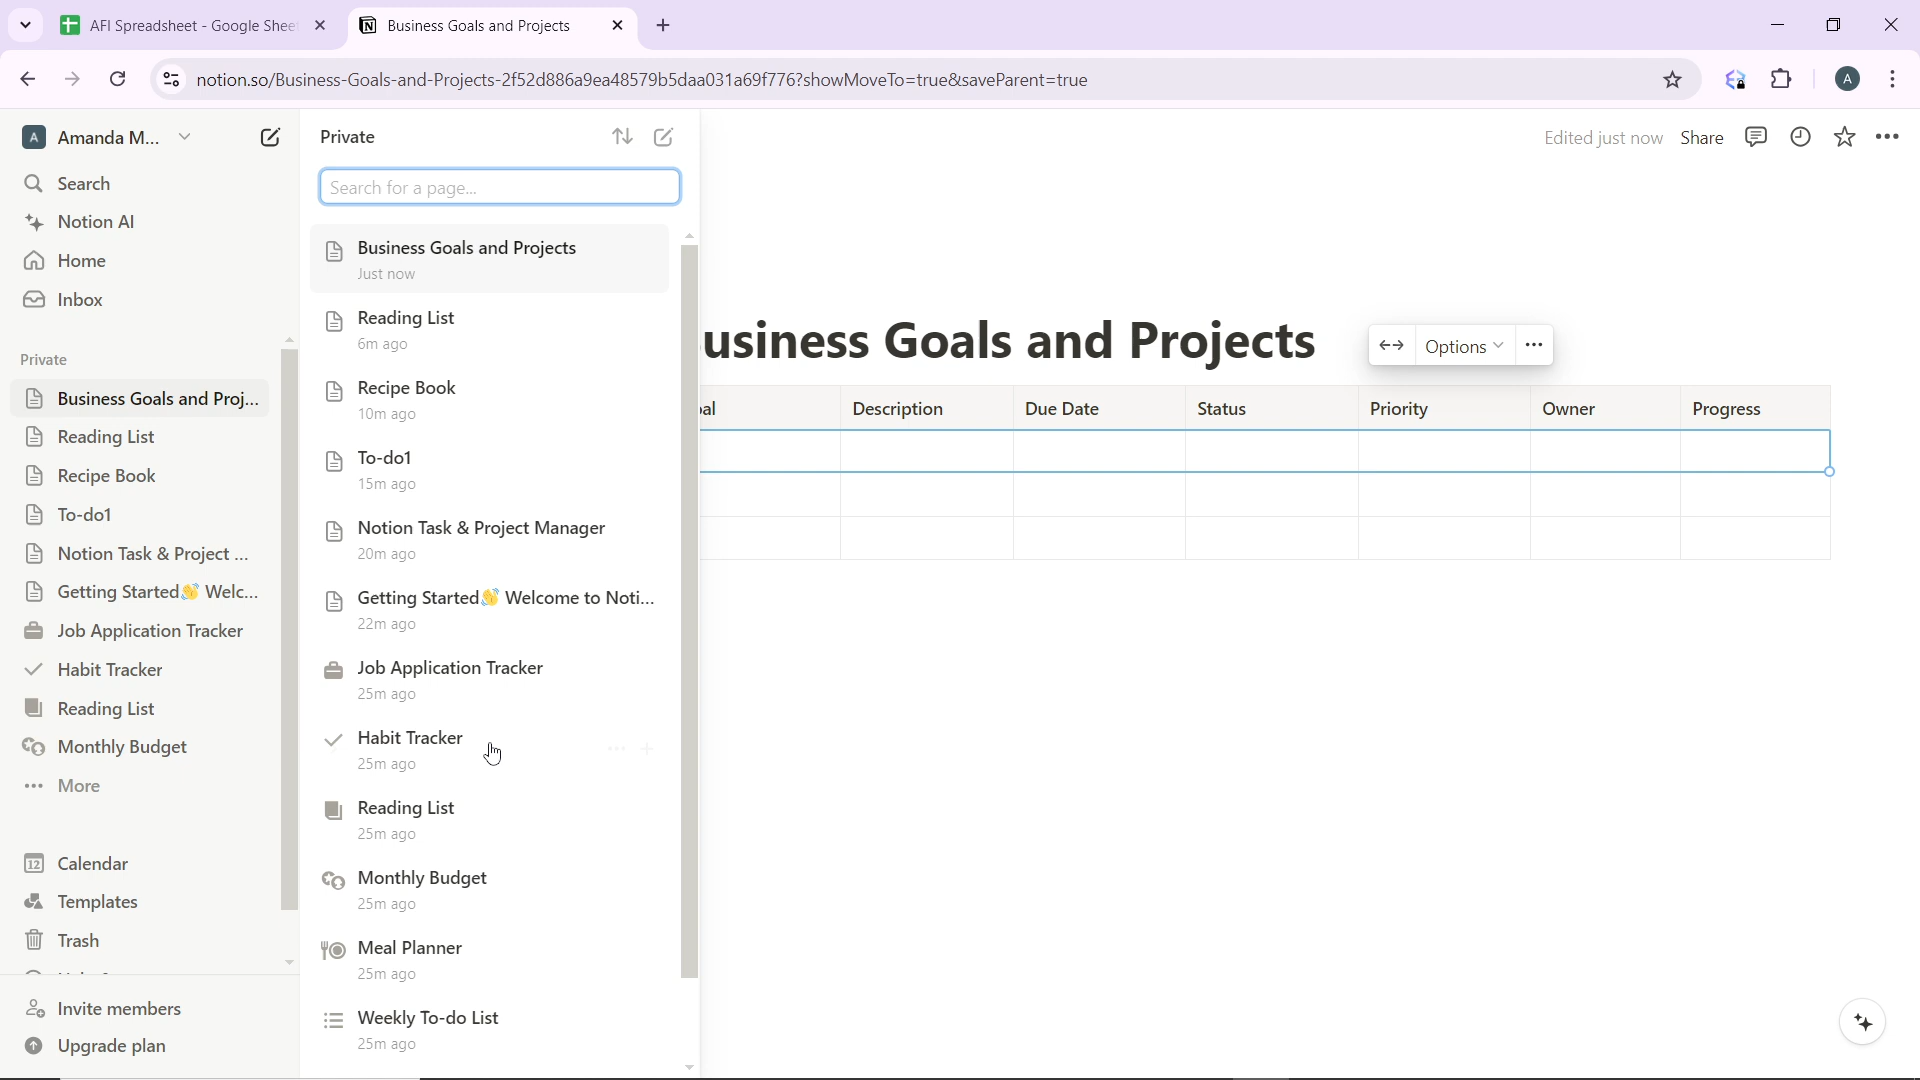 AFI Spreadsheet - Google Shee
Business Goals and Projects
notion.so/Business-Goals-and-Projects-2f52d886a9ea48579b5daa031a69f776?showMoveTo=true&saveParent=true
A
A Amanda M...
Search
Notion AI
Home
Inbox
Private
Business Goals and Proj...
Reading List
Recipe Book
To-do1
Notion Task & Project ...
Getting Started👋 Welc...
Job Application Tracker
Habit Tracker
Reading List
Monthly Budget
More
12 Calendar
Templates
Trash
Invite members
Upgrade plan
Private
Search for a page...
Business Goals and Projects
Just now
Reading List
6m ago
Recipe Book
10m ago
To-do1
15m ago
Notion Task & Project Manager
20m ago
Getting Started👋 Welcome to Noti...
22m ago
Job Application Tracker
25m ago
Habit Tracker
25m ago
Reading List
25m ago
Monthly Budget
25m ago
Meal Planner
25m ago
Weekly To-do List
25m ago
Edited just now Share
usiness Goals and Projects
Options
al Description Due Date Status Priority Owner Progress